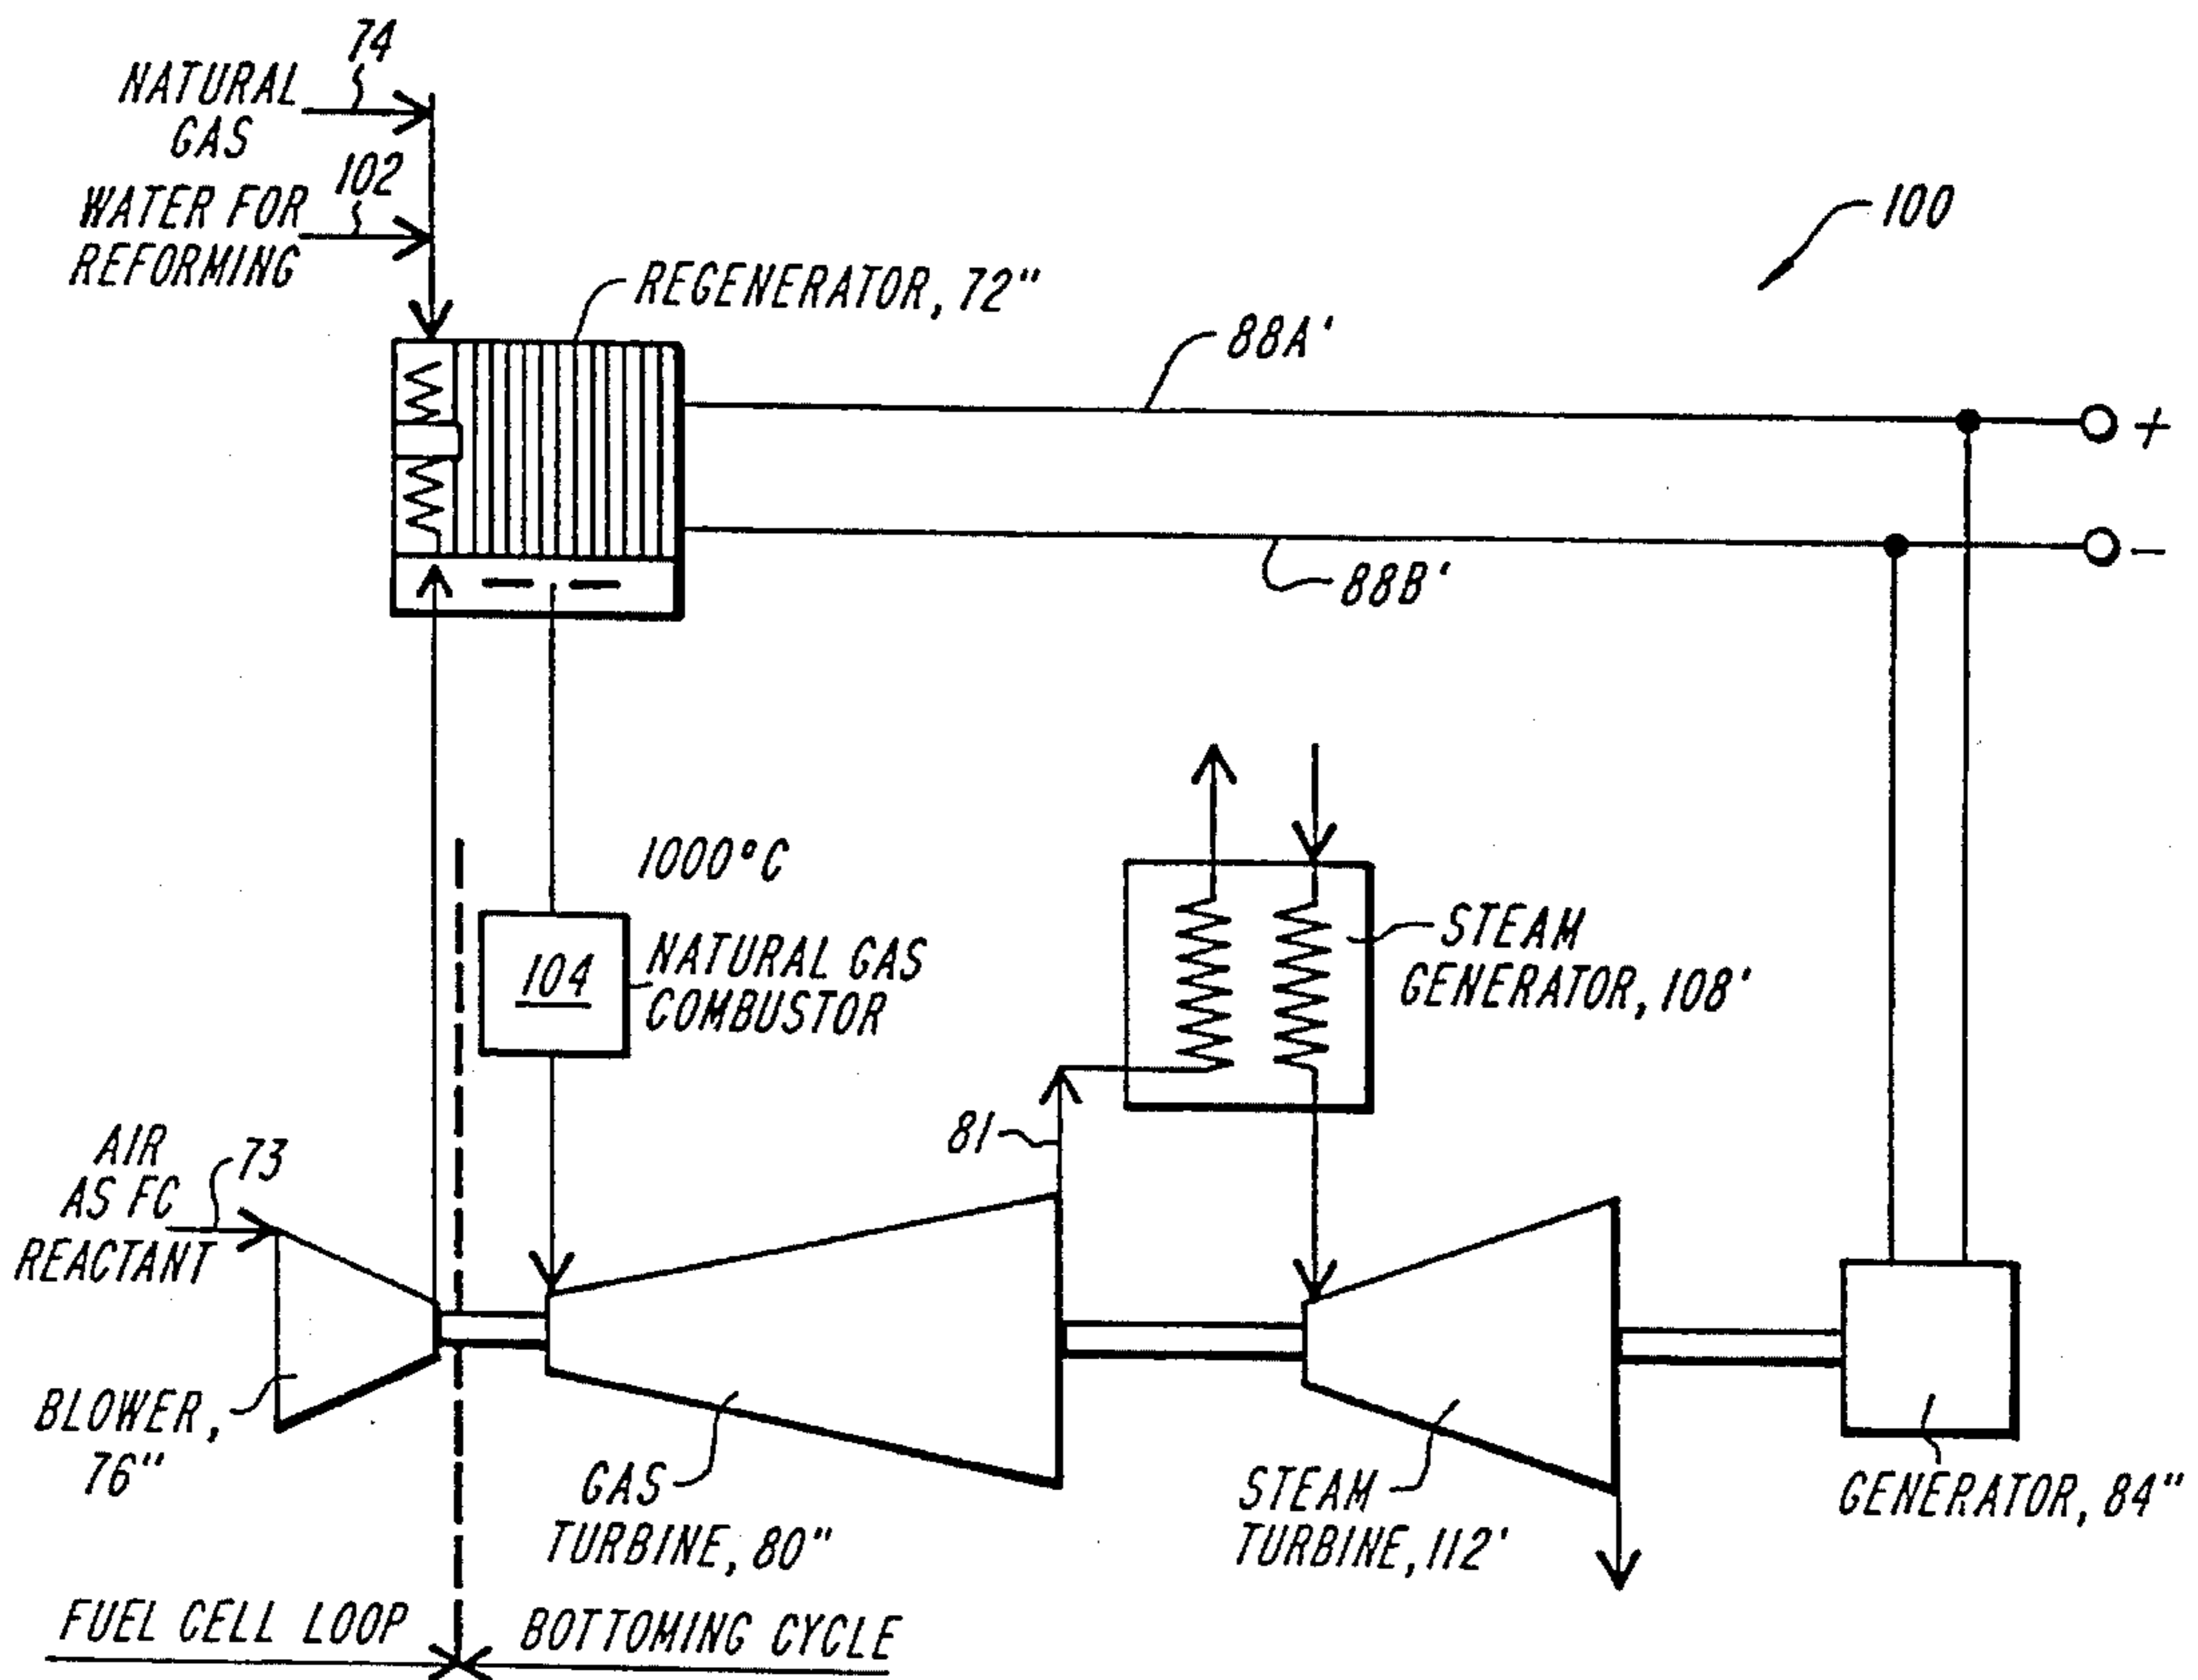 74
NATURAL
GAS
102
WATER FOR
REFORMING
100
REGENERATOR, 72"
88A'
+
-
88B'
1000°C
104
NATURAL GAS
COMBUSTOR
STEAM
GENERATOR, 108'
81
AIR
AS FC
REACTANT
73
BLOWER,
76"
GAS
TURBINE, 80"
STEAM
TURBINE, 112'
GENERATOR, 84"
FUEL CELL LOOP
BOTTOMING CYCLE